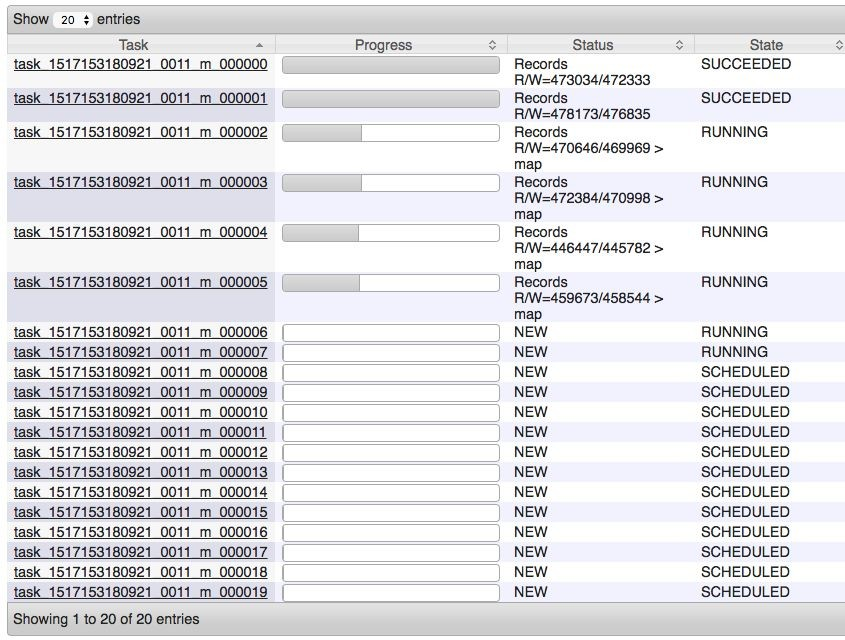 Show 20 entries
Task Progress Status State
task_1517153180921_0011_m_000000 Records SUCCEEDED
R/W=473034/472333
task_1517153180921_0011_m_000001 Records SUCCEEDED
R/W=478173/476835
task_1517153180921_0011_m_000002 Records RUNNING
R/W=470646/469969 >
map
task_1517153180921_0011_m_000003 Records RUNNING
R/W=472384/470998 >
map
task_1517153180921_0011_m_000004 Records RUNNING
R/W=446447/445782 >
map
task_1517153180921_0011_m_000005 Records RUNNING
R/W=459673/458544 >
map
task_1517153180921_0011_m_000006 NEW RUNNING
task_1517153180921_0011_m_000007 NEW RUNNING
task_1517153180921_0011_m_000008 NEW SCHEDULED
task_1517153180921_0011_m_000009 NEW SCHEDULED
task_1517153180921_0011_m_000010 NEW SCHEDULED
task_1517153180921_0011_m_000011 NEW SCHEDULED
task_1517153180921_0011_m_000012 NEW SCHEDULED
task_1517153180921_0011_m_000013 NEW SCHEDULED
task_1517153180921_0011_m_000014 NEW SCHEDULED
task_1517153180921_0011_m_000015 NEW SCHEDULED
task_1517153180921_0011_m_000016 NEW SCHEDULED
task_1517153180921_0011_m_000017 NEW SCHEDULED
task_1517153180921_0011_m_000018 NEW SCHEDULED
task_1517153180921_0011_m_000019 NEW SCHEDULED
Showing 1 to 20 of 20 entries